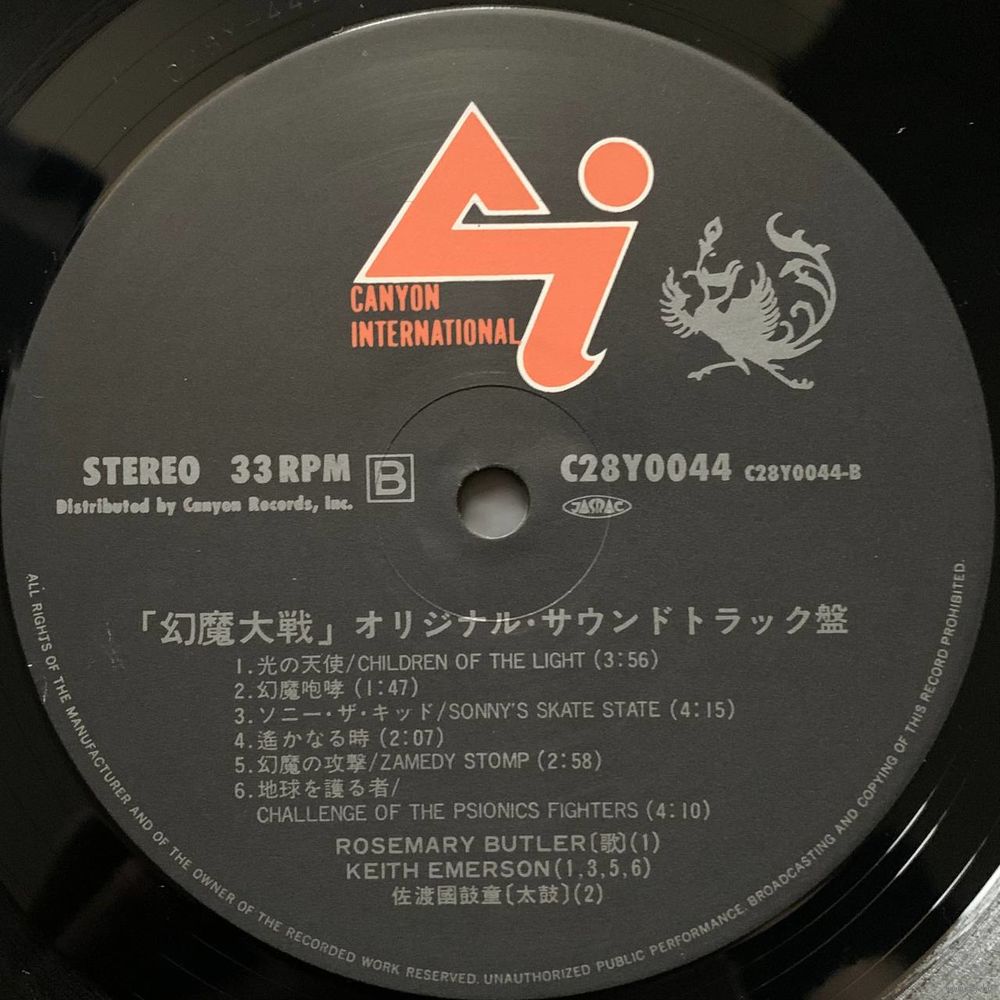 CANYON
INTERNATIONAL
STEREO 33 RPM B C28Y0044 C28Y0044-B
Distributed by Canyon Records, inc. JASRAC
「幻魔大戦」オリジナル・サウンドトラック盤
1.光の天使/CHILDREN OF THE LIGHT (3:56)
2.幻魔咆哮 (1:47)
3.ソニー・ザ・キッド/SONNY'S SKATE STATE (4:15)
4.遙かなる時 (2:07)
5.幻魔の攻撃/ZAMEDY STOMP (2:58)
6.地球を護る者/
CHALLENGE OF THE PSIONICS FIGHTERS (4:10)
ROSEMARY BUTLER〔歌〕(1)
KEITH EMERSON(1,3,5,6)
佐渡國鼓童〔太鼓〕(2)
ALL RIGHTS OF THE MANUFACTURER AND OF THE OWNER OF THE RECORDED WORK RESERVED. UNAUTHORIZED PUBLIC PERFORMANCE. BROADCASTING AND COPYING OF THIS RECORD PROHIBITED.